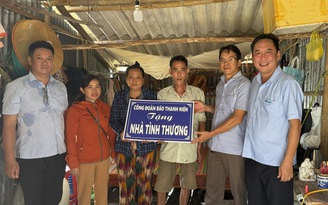 CÔNG ĐOÀN BÁO THANH NIÊN
Tặng
NHÀ TÌNH THƯƠNG